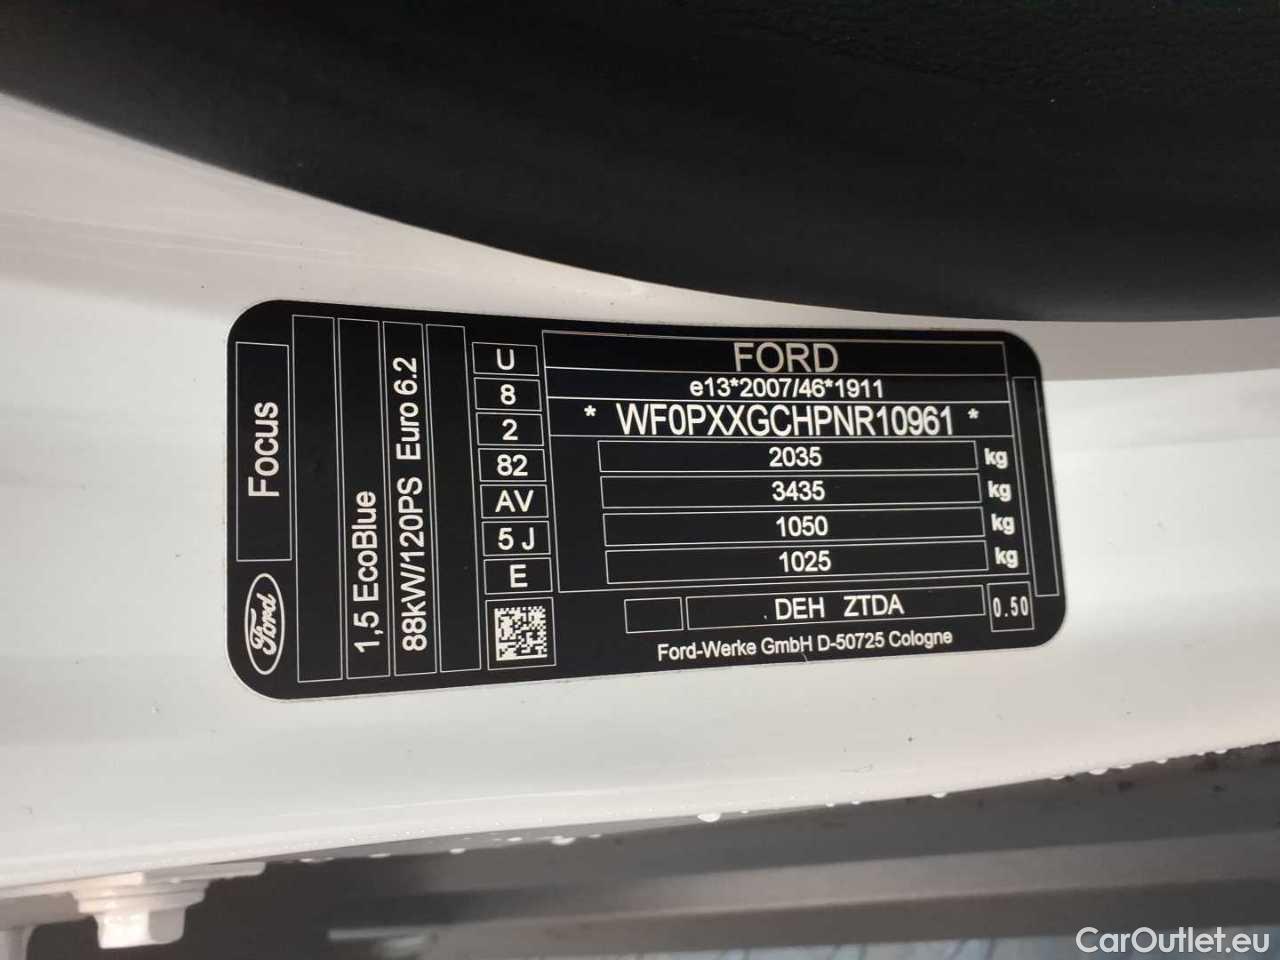 Ford
Focus
1,5 EcoBlue
88kW/120PS Euro 6.2
U
8
2
82
AV
5 J
E
FORD
e13*2007/46*1911
* WF0PXXGCHPNR10961 *
2035 kg
3435 kg
1050 kg
1025 kg
DEH ZTDA
0.50
Ford-Werke GmbH D-50725 Cologne
CarOutlet.eu